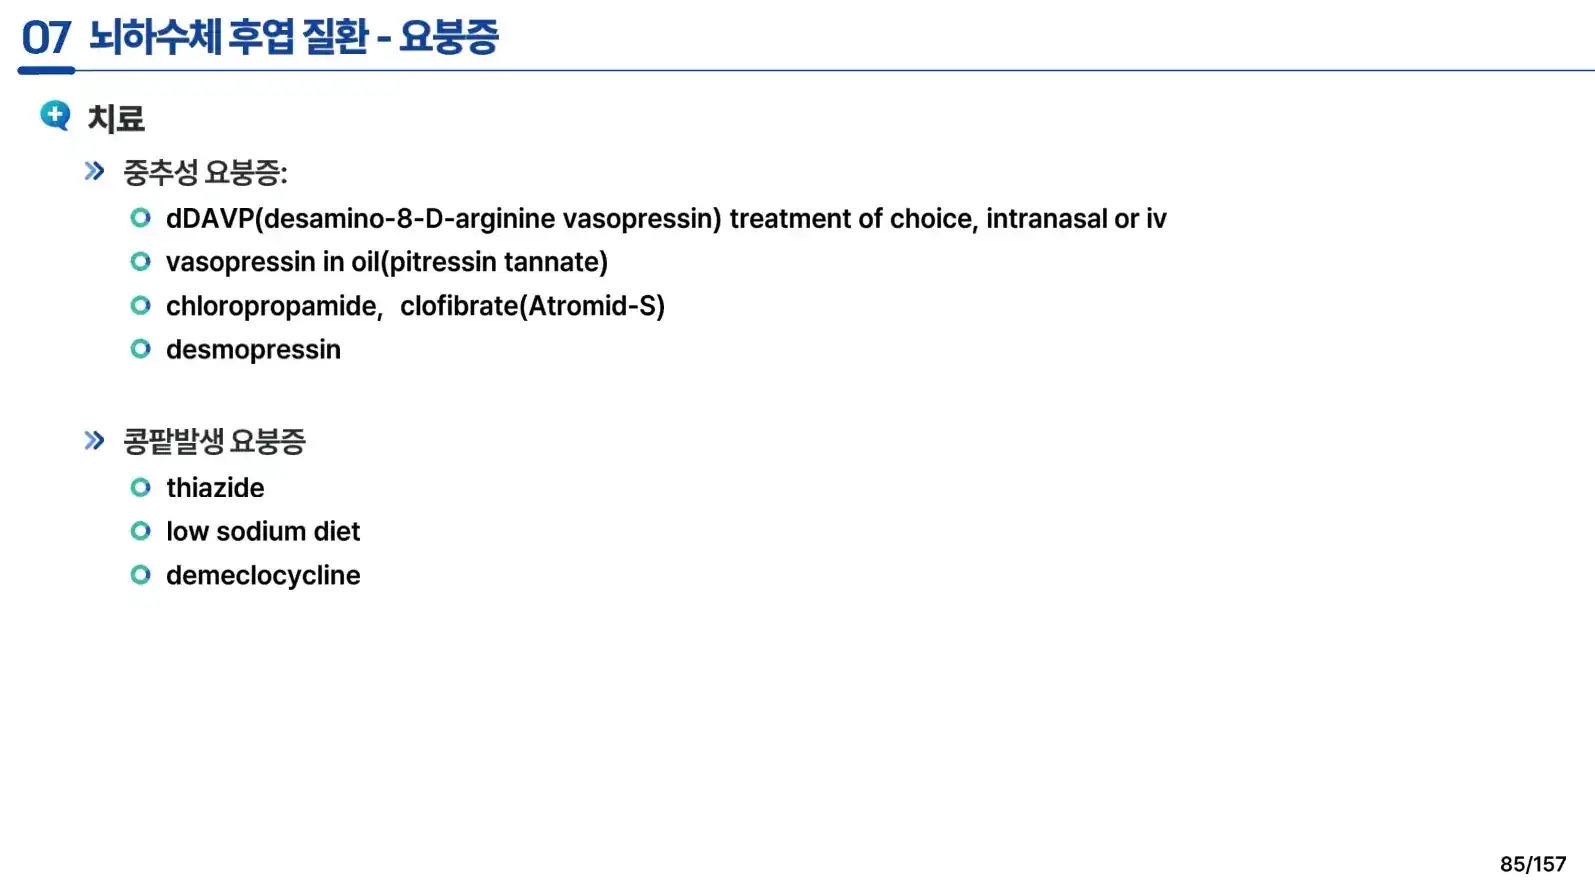 07 뇌하수체 후엽 질환 - 요붕증
치료
중추성 요붕증:
dDAVP(desamino-8-D-arginine vasopressin) treatment of choice, intranasal or iv
vasopressin in oil(pitressin tannate)
chloropropamide, clofibrate(Atromid-S)
desmopressin
콩팥발생 요붕증
thiazide
low sodium diet
demeclocycline
85/157